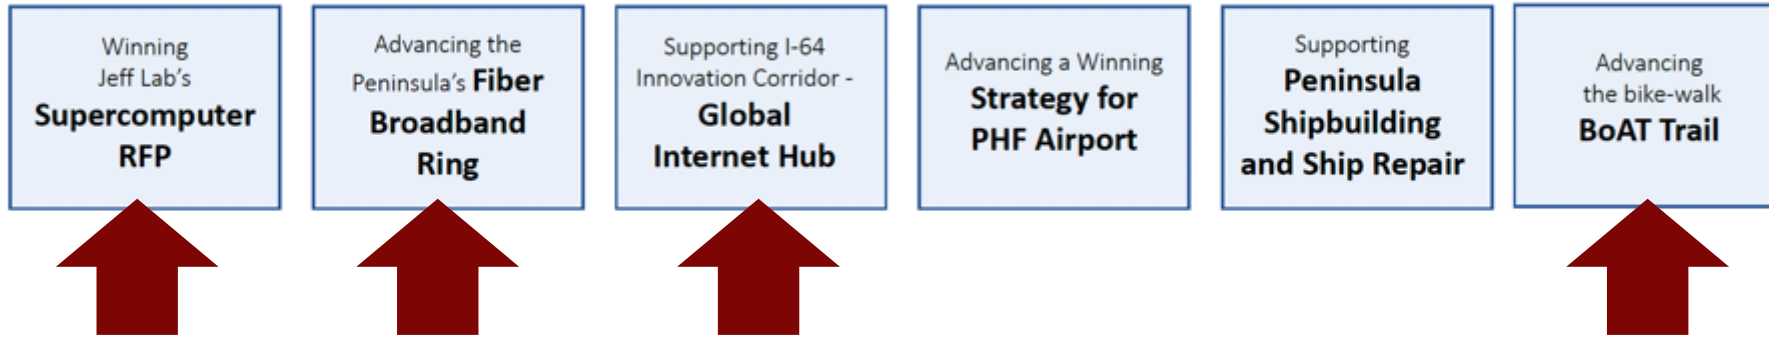 Winning
Jeff Lab's
Supercomputer
RFP
Advancing the
Peninsula's Fiber
Broadband
Ring
Supporting I-64
Innovation Corridor -
Global
Internet Hub
Advancing a Winning
Strategy for
PHF Airport
Supporting
Peninsula
Shipbuilding
and Ship Repair
Advancing
the bike-walk
BoAT Trail